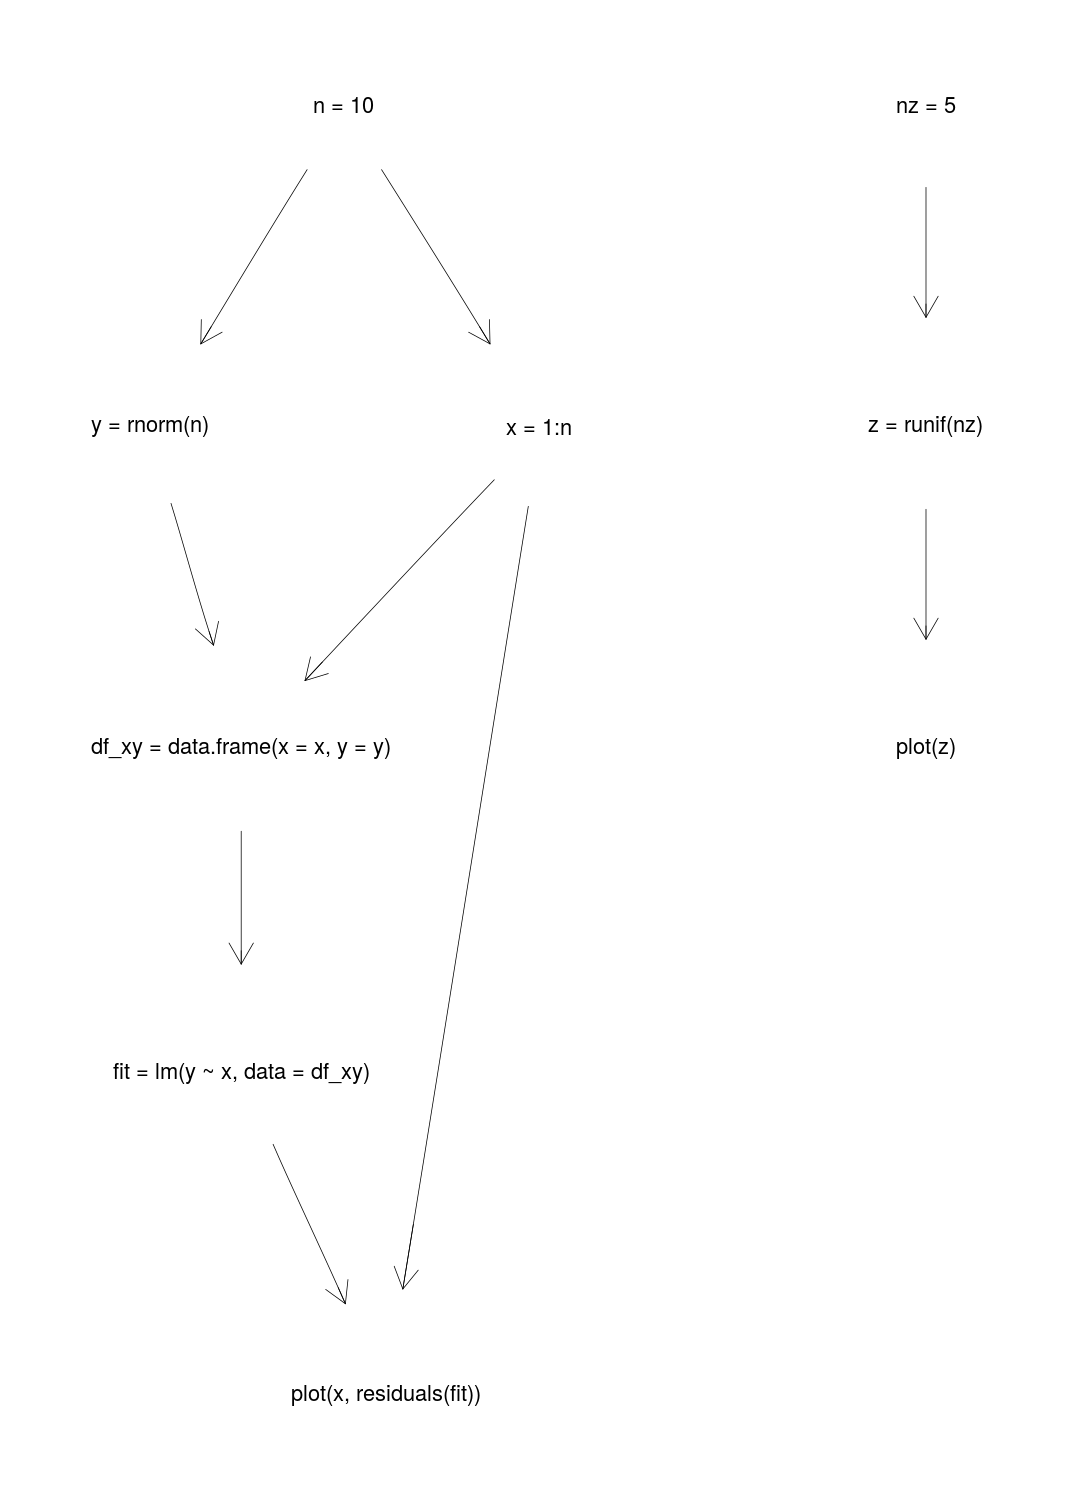 n = 10
nz = 5
y = rnorm(n)
x = 1:n
z = runif(nz)
df_xy = data.frame(x = x, y = y)
plot(z)
fit = lm(y ~ x, data = df_xy)
plot(x, residuals(fit))